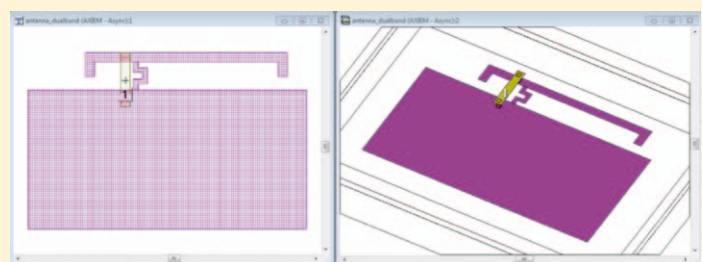 antenna_dualband (AXIEM - Async):1
antenna_dualband (AXIEM - Async):2
1